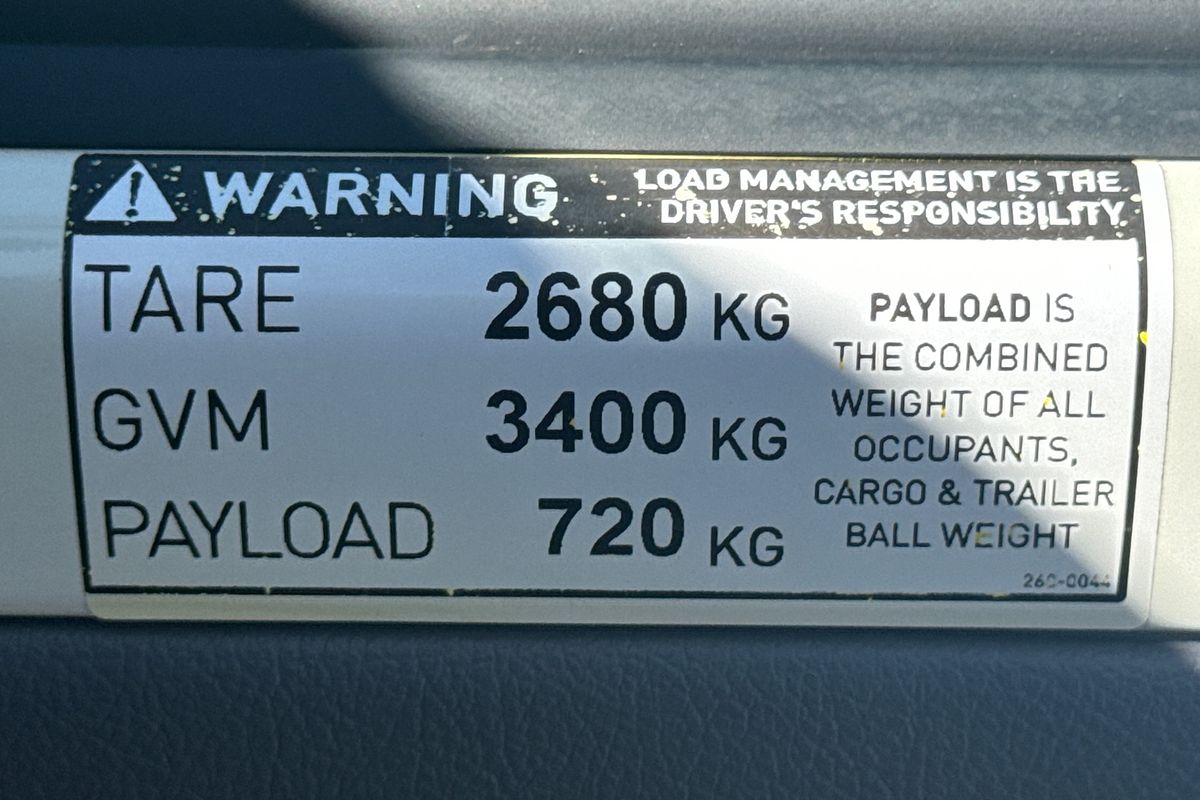 WARNING
LOAD MANAGEMENT IS THE
DRIVER'S RESPONSIBILITY
TARE 2680 KG
GVM 3400 KG
PAYLOAD 720 KG
PAYLOAD IS
THE COMBINED
WEIGHT OF ALL
OCCUPANTS,
CARGO & TRAILER
BALL WEIGHT